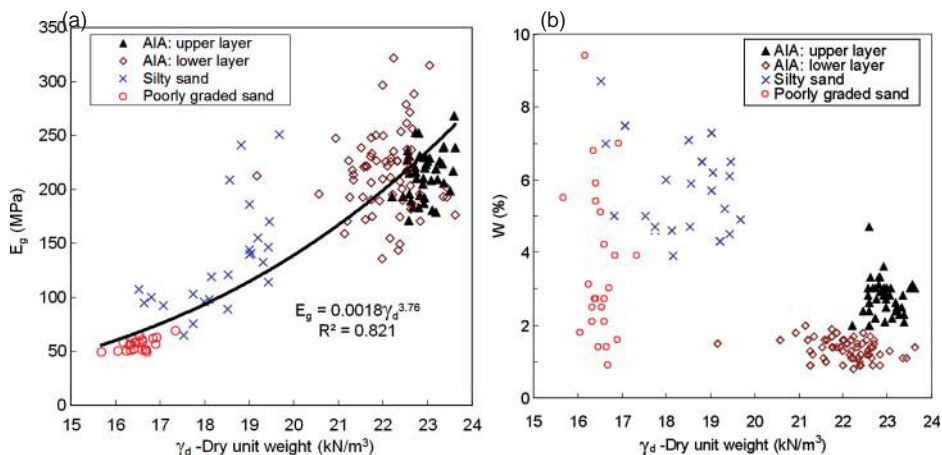 (a)
AIA: upper layer
AIA: lower layer
Silty sand
Poorly graded sand
350
300
250
200
150
100
50
0
E_g (MPa)
E_g = 0.0018γ_d^3.76
R² = 0.821
15 16 17 18 19 20 21 22 23 24
γ_d -Dry unit weight (kN/m³)
(b)
AIA: upper layer
AIA: lower layer
Silty sand
Poorly graded sand
10
8
6
4
2
0
W (%)
15 16 17 18 19 20 21 22 23 24
γ_d -Dry unit weight (kN/m³)